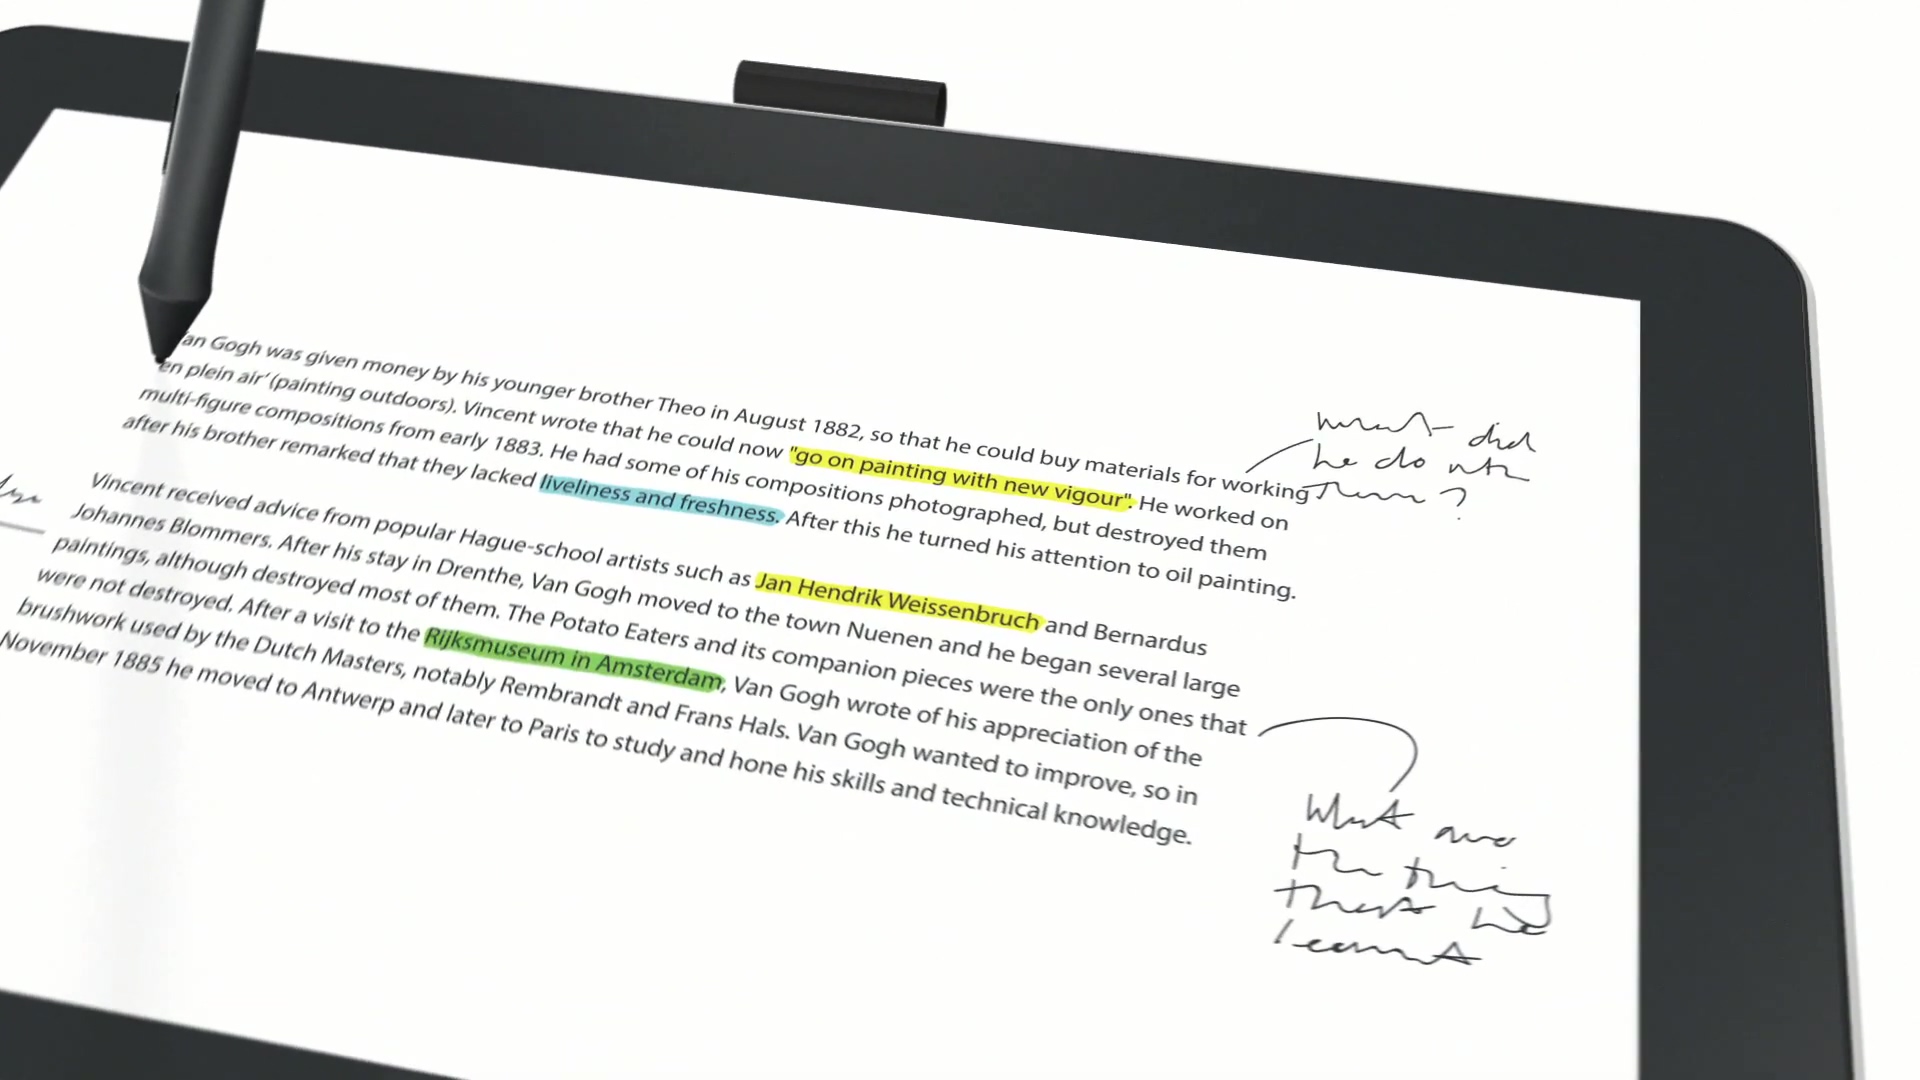 an Gogh was given money by his younger brother Theo in August 1882, so that he could buy materials for working
en plein air' (painting outdoors). Vincent wrote that he could now "go on painting with new vigour". He worked on
multi-figure compositions from early 1883. He had some of his compositions photographed, but destroyed them
after his brother remarked that they lacked liveliness and freshness. After this he turned his attention to oil painting.
what did
he do with
them ?
Vincent received advice from popular Hague-school artists such as Jan Hendrik Weissenbruch and Bernardus
Johannes Blommers. After his stay in Drenthe, Van Gogh moved to the town Nuenen and he began several large
paintings, although destroyed most of them. The Potato Eaters and its companion pieces were the only ones that
were not destroyed. After a visit to the Rijksmuseum in Amsterdam, Van Gogh wrote of his appreciation of the
brushwork used by the Dutch Masters, notably Rembrandt and Frans Hals. Van Gogh wanted to improve, so in
November 1885 he moved to Antwerp and later to Paris to study and hone his skills and technical knowledge.
What are
the thing
that he
learnt